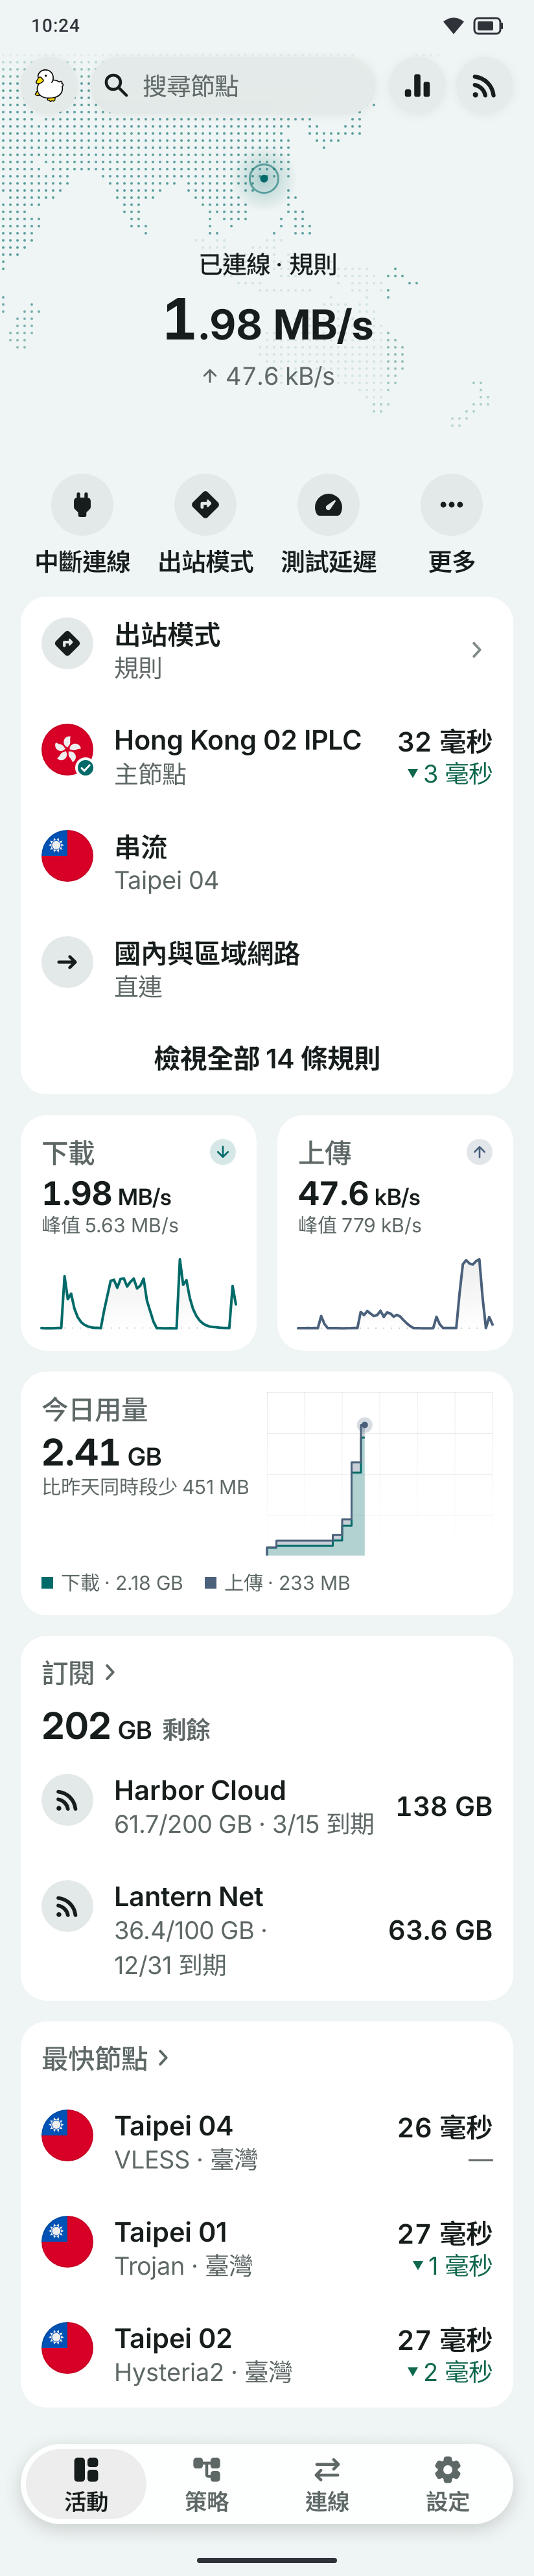 10:24
搜尋節點
已連線 · 規則
1.98 MB/s
↑ 47.6 kB/s
中斷連線
出站模式
測試延遲
更多
出站模式
規則
Hong Kong 02 IPLC
32 毫秒
主節點
▼3 毫秒
串流
Taipei 04
國內與區域網路
直連
檢視全部 14 條規則
下載
1.98 MB/s
峰值 5.63 MB/s
上傳
47.6 kB/s
峰值 779 kB/s
今日用量
2.41 GB
比昨天同時段少 451 MB
下載 · 2.18 GB
上傳 · 233 MB
訂閱
202 GB 剩餘
Harbor Cloud
61.7/200 GB · 3/15 到期
138 GB
Lantern Net
36.4/100 GB ·
12/31 到期
63.6 GB
最快節點
Taipei 04
26 毫秒
VLESS · 臺灣
—
Taipei 01
27 毫秒
Trojan · 臺灣
▼1 毫秒
Taipei 02
27 毫秒
Hysteria2 · 臺灣
▼2 毫秒
活動
策略
連線
設定